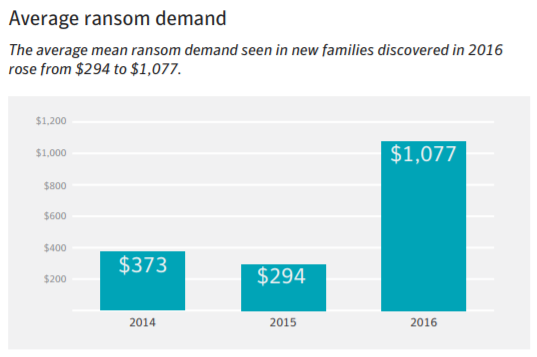 Average ransom demand
The average mean ransom demand seen in new families discovered in 2016
rose from $294 to $1,077.
$1,200
$1,000
$800
$600
$400
$200
$373
$294
$1,077
2014 2015 2016